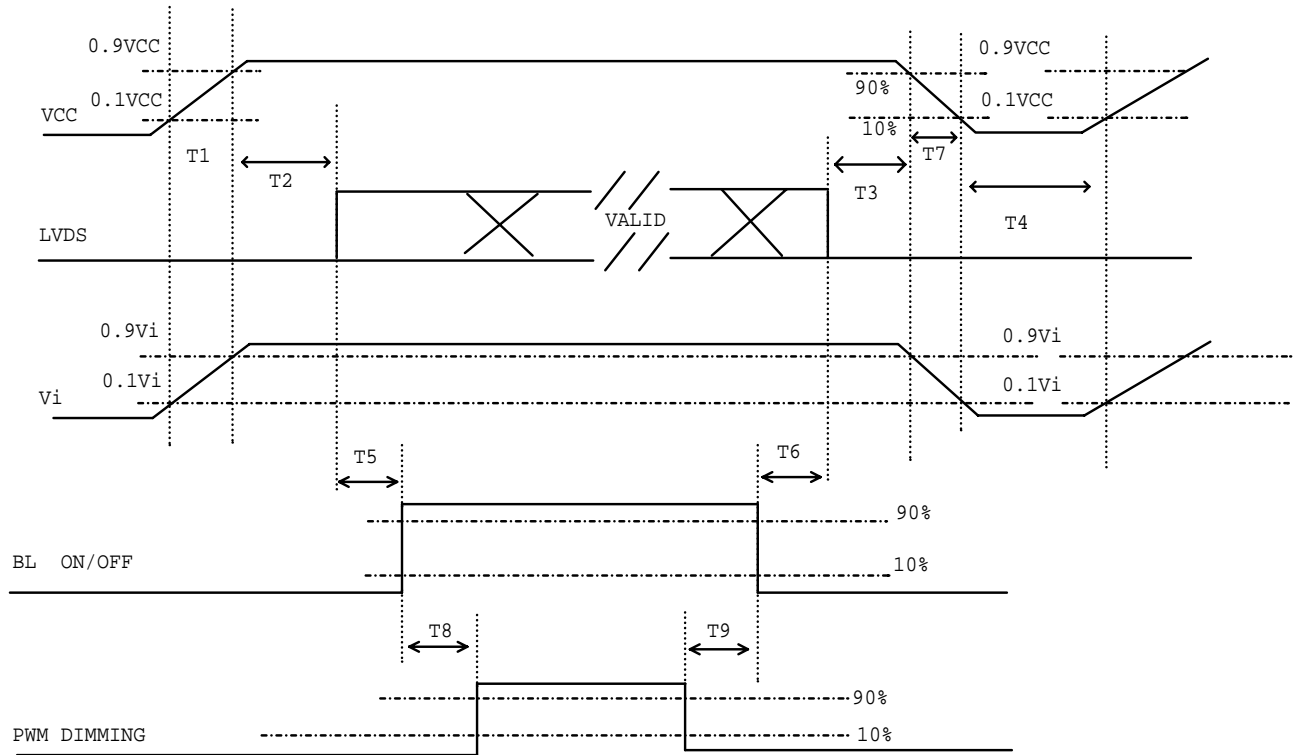 0.9VCC 0.9VCC
90%
0.1VCC 0.1VCC
VCC
10%
T1 T7
T2 T3
VALID T4
LVDS
0.9Vi 0.9Vi
0.1Vi 0.1Vi
Vi
T5 T6
90%
BL ON/OFF 10%
T8 T9
90%
PWM DIMMING 10%